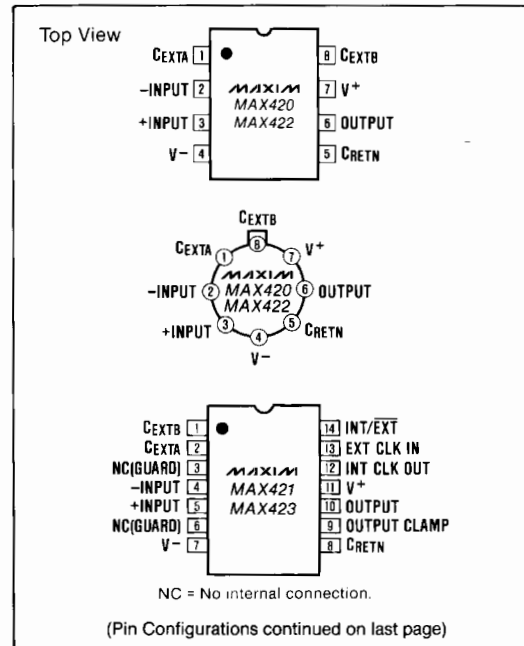 Top View
CEXTA 1 8 CEXTB
-INPUT 2 MAXIM 7 V+
+INPUT 3 MAX420 6 OUTPUT
V- 4 MAX422 5 CRETN
CEXTB
CEXTA 1 8 7 V+
MAXIM
-INPUT 2 MAX420 6 OUTPUT
MAX422
+INPUT 3 4 5 CRETN
V-
CEXTB 1 14 INT/EXT
CEXTA 2 13 EXT CLK IN
NC(GUARD) 3 MAXIM 12 INT CLK OUT
-INPUT 4 MAX421 11 V+
+INPUT 5 MAX423 10 OUTPUT
NC(GUARD) 6 9 OUTPUT CLAMP
V- 7 8 CRETN
NC = No internal connection.
(Pin Configurations continued on last page)